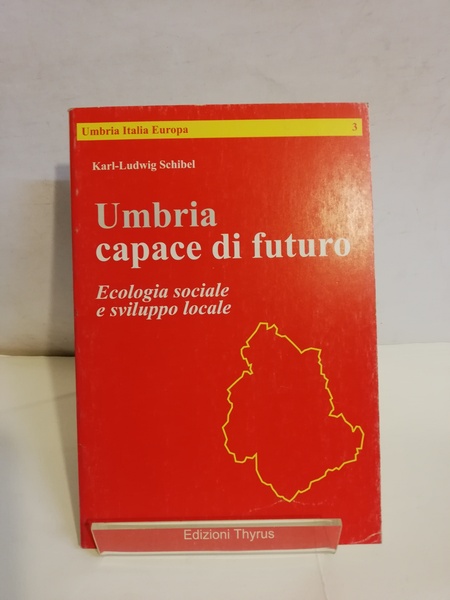 Umbria Italia Europa 3
Karl-Ludwig Schibel
Umbria
capace di futuro
Ecologia sociale
e sviluppo locale
Edizioni Thyrus